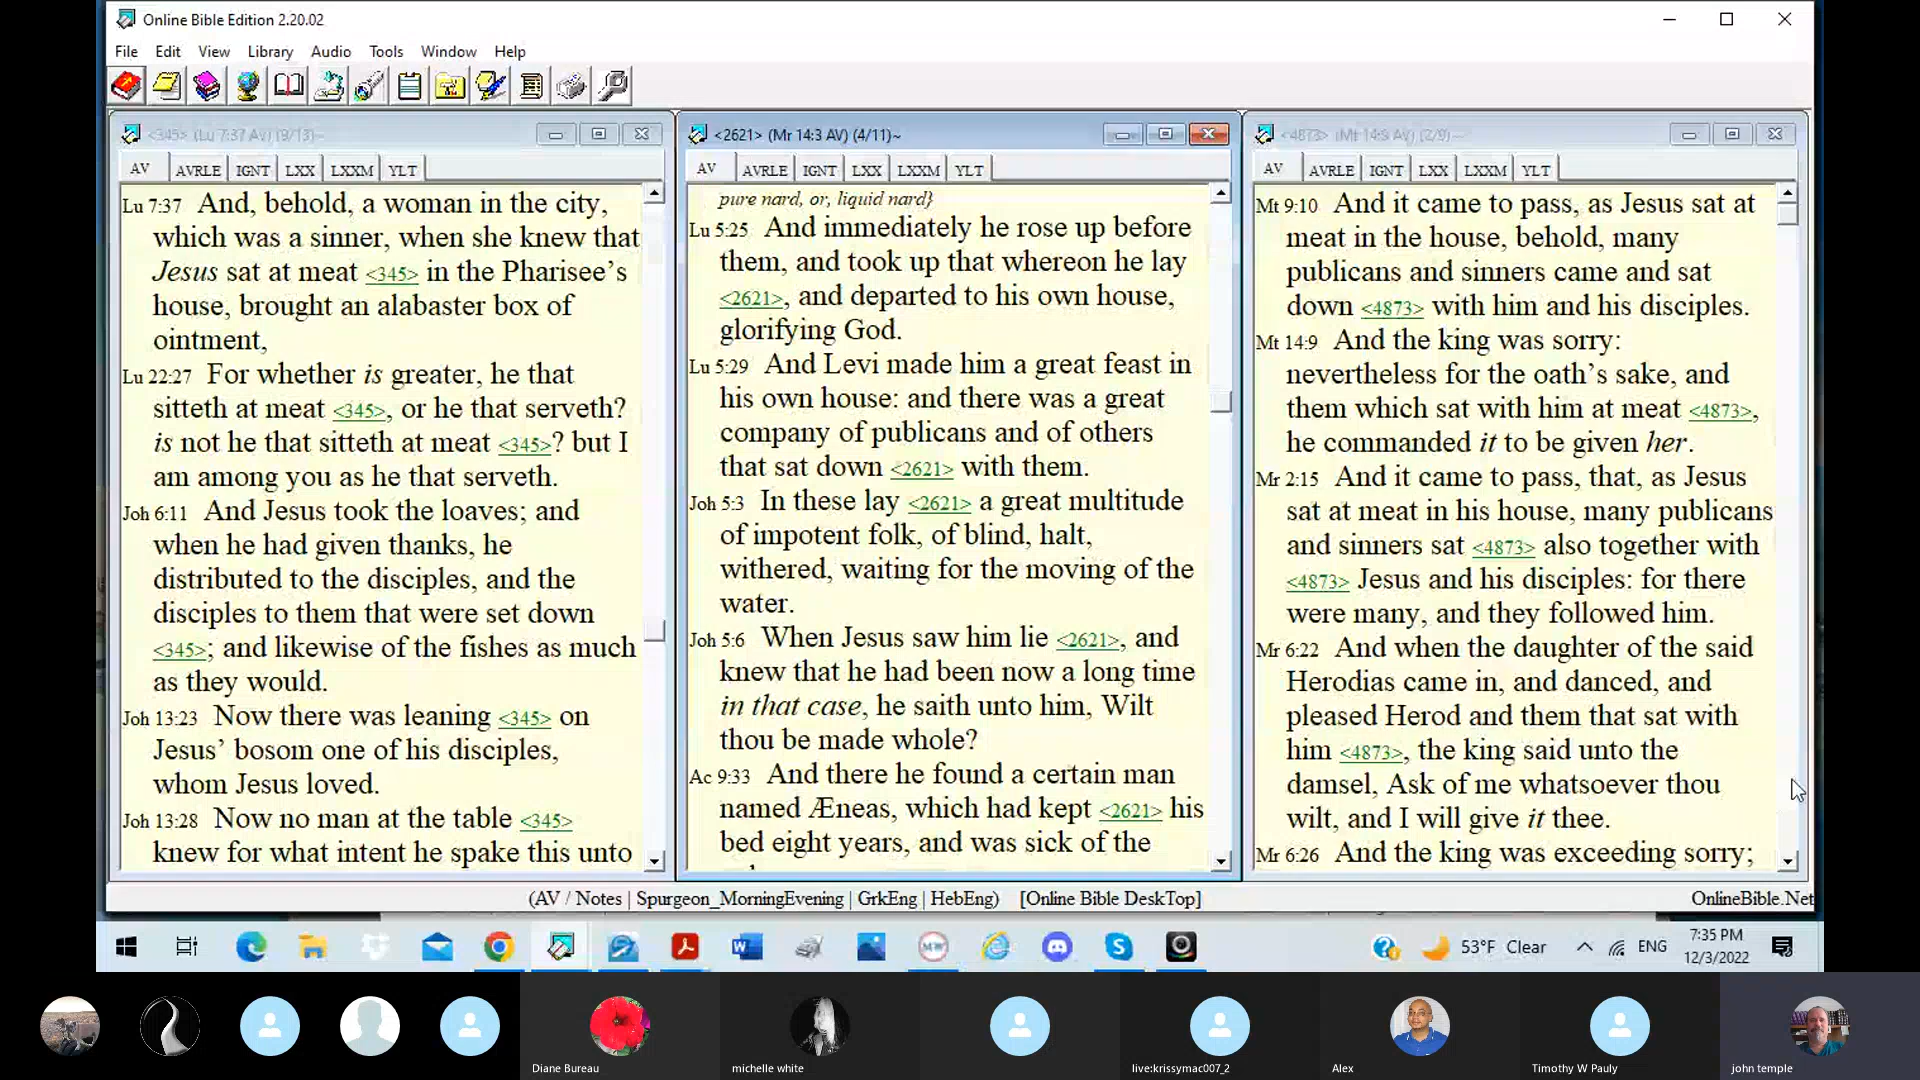 Online Bible Edition 2.20.02
File Edit View Library Audio Tools Window Help
<345> (Lu 7:37 AV) (9/13)~
AV AVRLE IGNT LXX LXXM YLT
Lu 7:37 And, behold, a woman in the city,
which was a sinner, when she knew that
Jesus sat at meat <345> in the Pharisee’s
house, brought an alabaster box of
ointment,
Lu 22:27 For whether is greater, he that
sitteth at meat <345>, or he that serveth?
is not he that sitteth at meat <345>? but I
am among you as he that serveth.
Joh 6:11 And Jesus took the loaves; and
when he had given thanks, he
distributed to the disciples, and the
disciples to them that were set down
<345>; and likewise of the fishes as much
as they would.
Joh 13:23 Now there was leaning <345> on
Jesus’ bosom one of his disciples,
whom Jesus loved.
Joh 13:28 Now no man at the table <345>
knew for what intent he spake this unto
<2621> (Mr 14:3 AV) (4/11)~
AV AVRLE IGNT LXX LXXM YLT
pure nard, or, liquid nard}
Lu 5:25 And immediately he rose up before
them, and took up that whereon he lay
<2621>, and departed to his own house,
glorifying God.
Lu 5:29 And Levi made him a great feast in
his own house: and there was a great
company of publicans and of others
that sat down <2621> with them.
Joh 5:3 In these lay <2621> a great multitude
of impotent folk, of blind, halt,
withered, waiting for the moving of the
water.
Joh 5:6 When Jesus saw him lie <2621>, and
knew that he had been now a long time
in that case, he saith unto him, Wilt
thou be made whole?
Ac 9:33 And there he found a certain man
named Æneas, which had kept <2621> his
bed eight years, and was sick of the
<4873> (Mt 14:9 AV) (2/9)~
AV AVRLE IGNT LXX LXXM YLT
Mt 9:10 And it came to pass, as Jesus sat at
meat in the house, behold, many
publicans and sinners came and sat
down <4873> with him and his disciples.
Mt 14:9 And the king was sorry:
nevertheless for the oath’s sake, and
them which sat with him at meat <4873>,
he commanded it to be given her.
Mr 2:15 And it came to pass, that, as Jesus
sat at meat in his house, many publicans
and sinners sat <4873> also together with
<4873> Jesus and his disciples: for there
were many, and they followed him.
Mr 6:22 And when the daughter of the said
Herodias came in, and danced, and
pleased Herod and them that sat with
him <4873>, the king said unto the
damsel, Ask of me whatsoever thou
wilt, and I will give it thee.
Mr 6:26 And the king was exceeding sorry;
(AV / Notes | Spurgeon_MorningEvening | GrkEng | HebEng) [Online Bible DeskTop]
OnlineBible.Net
53°F Clear
ENG
7:35 PM
12/3/2022
Diane Bureau
michelle white
live:krissymac007_2
Alex
Timothy W Pauly
john temple